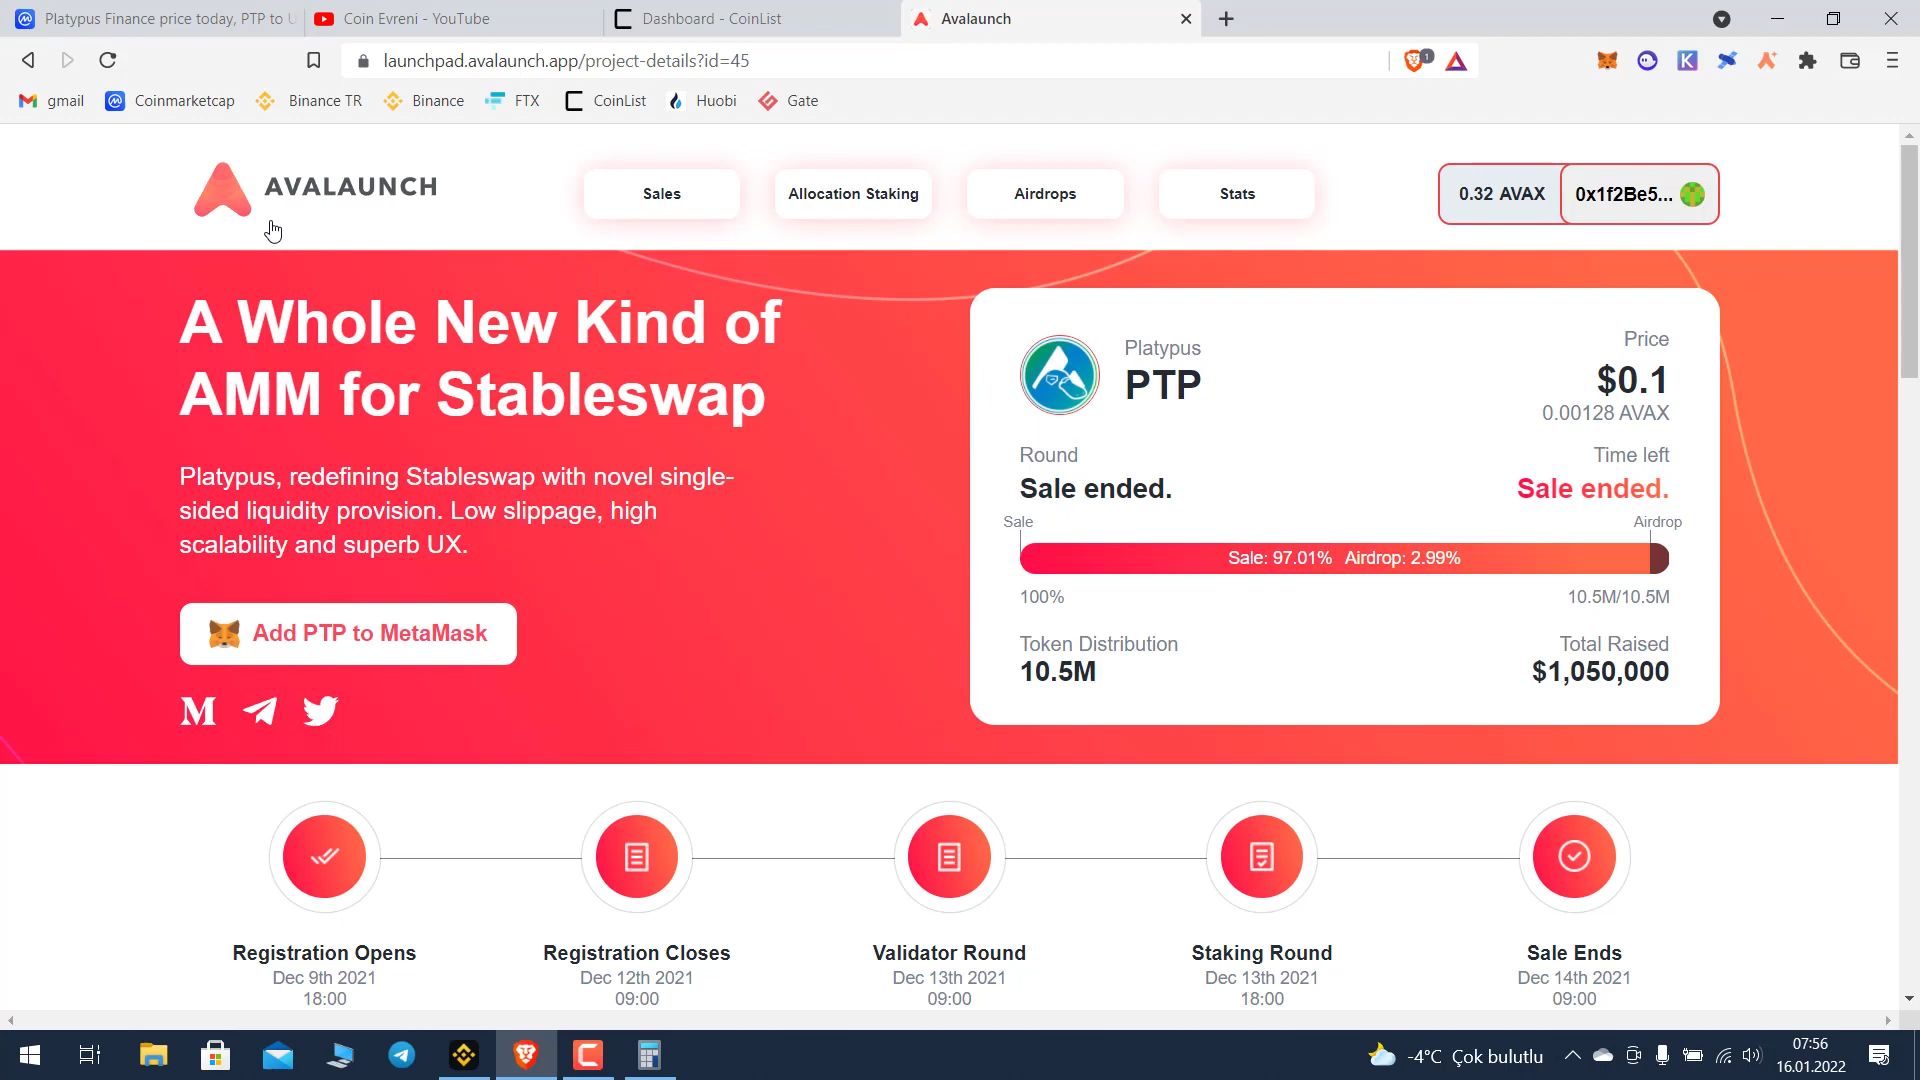 Platypus Finance price today, PTP to U
Coin Evreni - YouTube
Dashboard - CoinList
Avalaunch
launchpad.avalaunch.app/project-details?id=45
1
gmail
Coinmarketcap
Binance TR
Binance
FTX
CoinList
Huobi
Gate
AVALAUNCH
Sales
Allocation Staking
Airdrops
Stats
0.32 AVAX
0x1f2Be5...
A Whole New Kind of
AMM for Stableswap
Platypus, redefining Stableswap with novel single-
sided liquidity provision. Low slippage, high
scalability and superb UX.
Add PTP to MetaMask
Platypus
PTP
Price
$0.1
0.00128 AVAX
Round
Sale ended.
Time left
Sale ended.
Sale
Airdrop
Sale: 97.01% Airdrop: 2.99%
100%
10.5M/10.5M
Token Distribution
10.5M
Total Raised
$1,050,000
Registration Opens
Dec 9th 2021
18:00
Registration Closes
Dec 12th 2021
09:00
Validator Round
Dec 13th 2021
09:00
Staking Round
Dec 13th 2021
18:00
Sale Ends
Dec 14th 2021
09:00
-4°C Çok bulutlu
07:56
16.01.2022